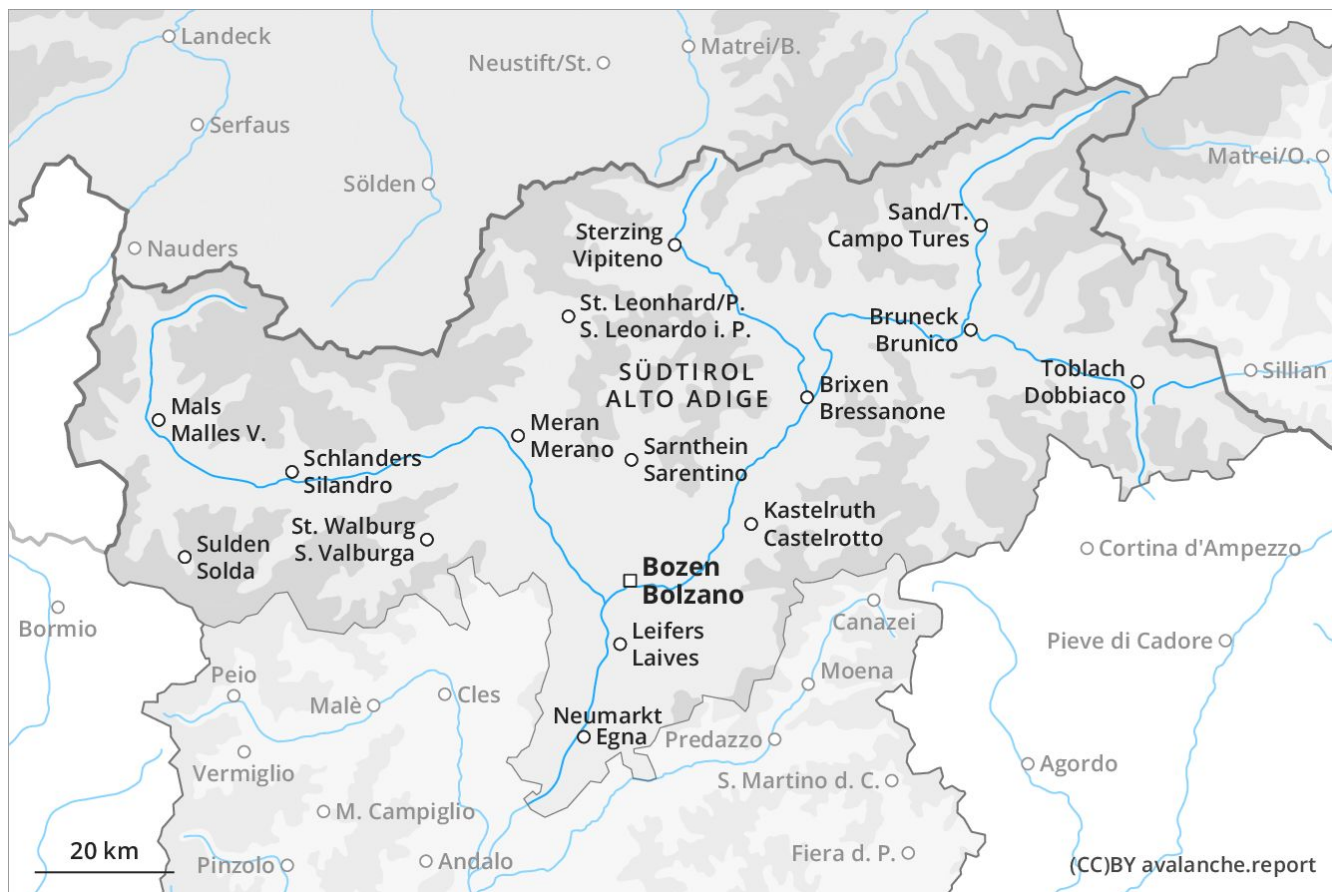 Landeck
Neustift/St.
Matrei/B.
Serfaus
Matrei/O.
Sölden
Nauders
Sand/T.
Campo Tures
Sterzing
Vipiteno
St. Leonhard/P.
S. Leonardo i. P.
Bruneck
Brunico
SÜDTIROL
ALTO ADIGE
Toblach
Dobbiaco
Sillian
Brixen
Bressanone
Mals
Malles V.
Meran
Merano
Schlanders
Silandro
Sarnthein
Sarentino
St. Walburg
S. Valburga
Kastelruth
Castelrotto
Sulden
Solda
Cortina d'Ampezzo
Bozen
Bolzano
Bormio
Canazei
Leifers
Laives
Pieve di Cadore
Peio
Malè
Cles
Moena
Neumarkt
Egna
Predazzo
Vermiglio
Agordo
S. Martino d. C.
M. Campiglio
20 km
Pinzolo
Andalo
Fiera d. P.
(CC)BY avalanche.report